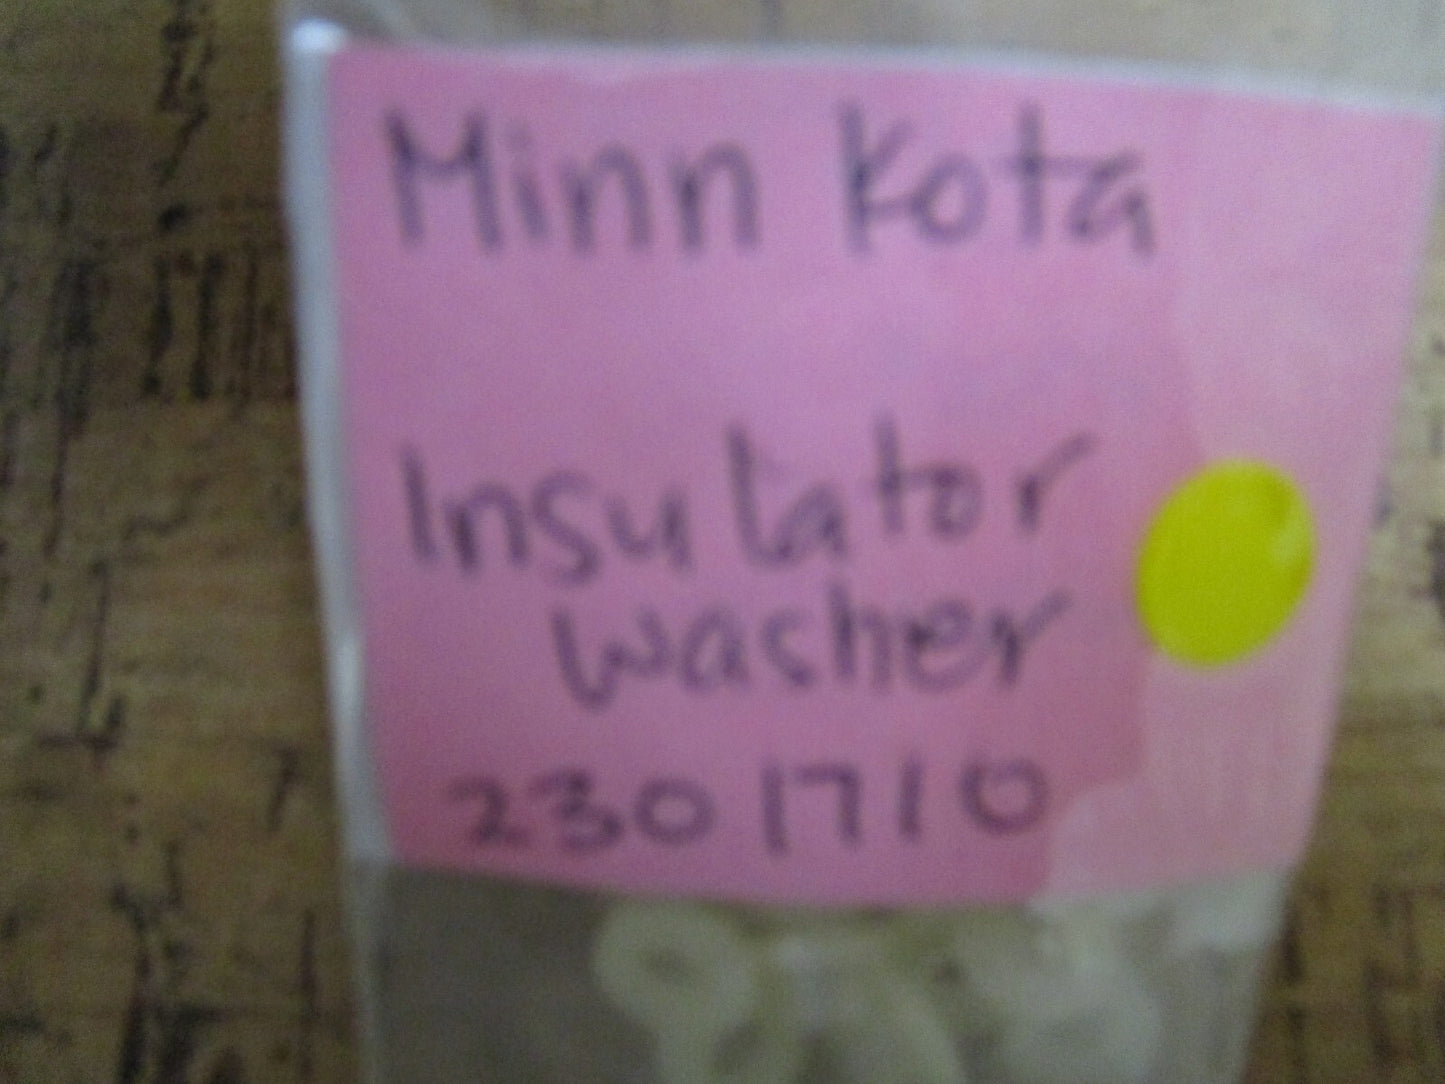 Minn Kota
Insulator
washer
2301710